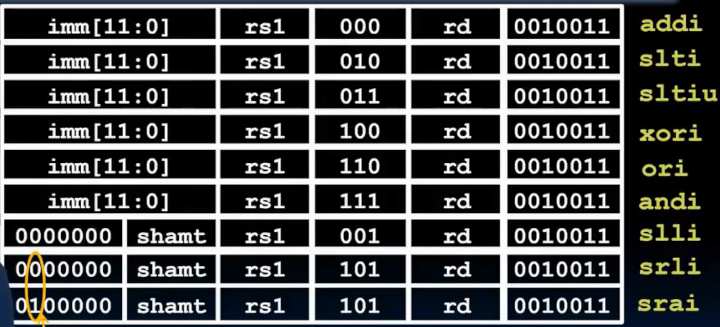 imm[11:0] rs1 000 rd 0010011 addi
imm[11:0] rs1 010 rd 0010011 slti
imm[11:0] rs1 011 rd 0010011 sltiu
imm[11:0] rs1 100 rd 0010011 xori
imm[11:0] rs1 110 rd 0010011 ori
imm[11:0] rs1 111 rd 0010011 andi
0000000 shamt rs1 001 rd 0010011 slli
0000000 shamt rs1 101 rd 0010011 srli
0100000 shamt rs1 101 rd 0010011 srai